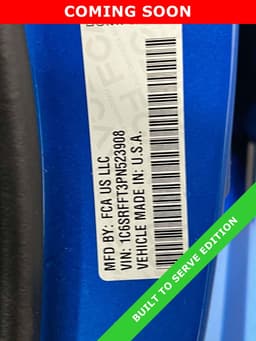 COMING SOON
MFD BY: FCA US LLC
VIN: 1C6SRFFT3PN523908
VEHICLE MADE IN: U.S.A.
BUILT TO SERVE EDITION